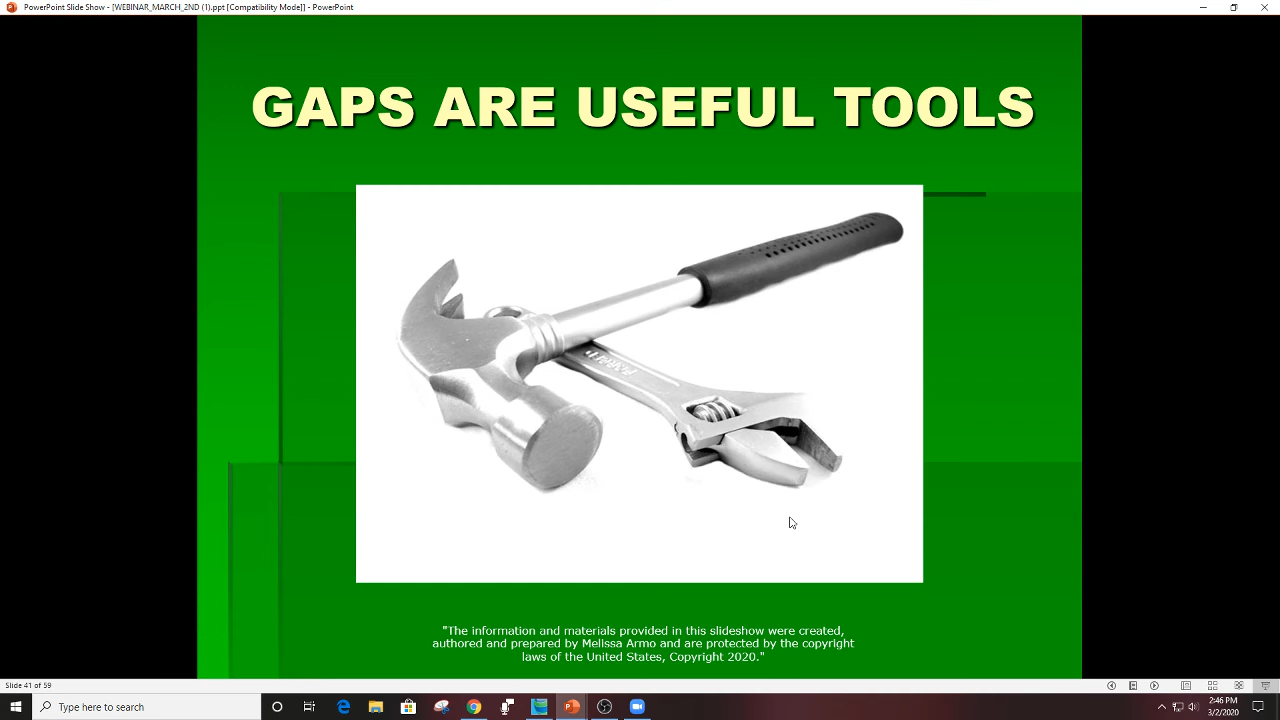 PowerPoint Slide Show - [WEBINAR_MARCH_2ND (1).ppt [Compatibility Mode]] - PowerPoint
GAPS ARE USEFUL TOOLS
"The information and materials provided in this slideshow were created,
authored and prepared by Melissa Armo and are protected by the copyright
laws of the United States, Copyright 2020."
Slide 41 of 59
Type here to search
2:46 PM
3/2/2020